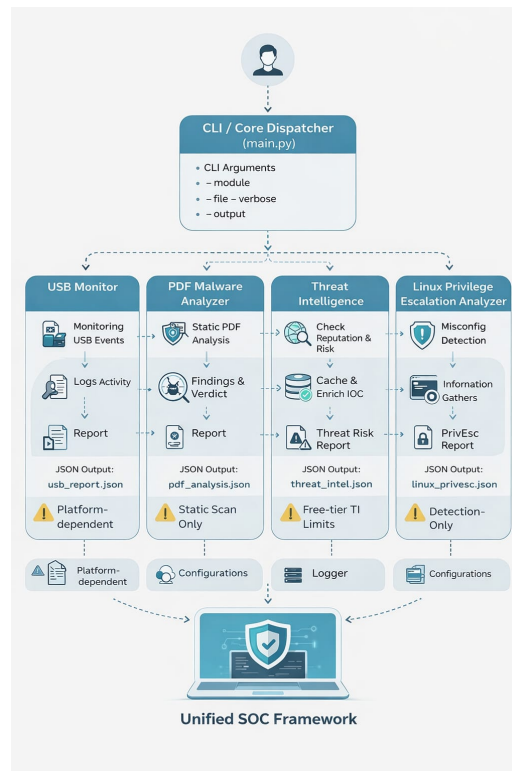 CLI / Core Dispatcher
(main.py)
• CLI Arguments
• – module
• – file – verbose
• – output
USB Monitor
Monitoring
USB Events
Logs Activity
Report
JSON Output:
usb_report.json
Platform-
dependent
Platform-
dependent
PDF Malware
Analyzer
Static PDF
Analysis
Findings &
Verdict
Report
JSON Output:
pdf_analysis.json
Static Scan
Only
Configurations
Threat
Intelligence
Check
Reputation &
Risk
Cache &
Enrich IOC
Threat Risk
Report
JSON Output:
threat_intel.json
Free-tier TI
Limits
Logger
Linux Privilege
Escalation Analyzer
Misconfig
Detection
Information
Gathers
PrivEsc
Report
JSON Output:
linux_privesc.json
Detection-
Only
Configurations
Unified SOC Framework